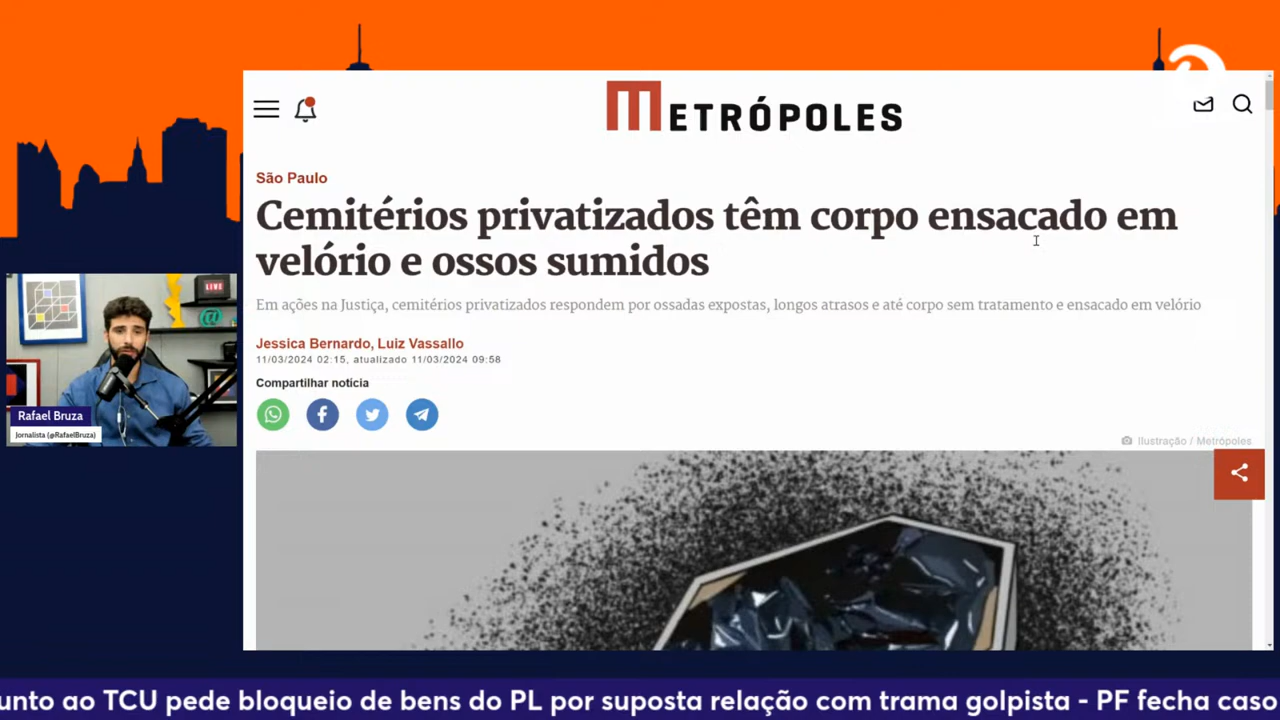 METRÓPOLES
São Paulo
Cemitérios privatizados têm corpo ensacado em
velório e ossos sumidos
Em ações na Justiça, cemitérios privatizados respondem por ossadas expostas, longos atrasos e até corpo sem tratamento e ensacado em velório
Jessica Bernardo, Luiz Vassallo
11/03/2024 02:15, atualizado 11/03/2024 09:58
Compartilhar notícia
Ilustração / Metrópoles
LIVE
@
Rafael Bruza
Jornalista (@RafaelBruza)
unto ao TCU pede bloqueio de bens do PL por suposta relação com trama golpista - PF fecha caso